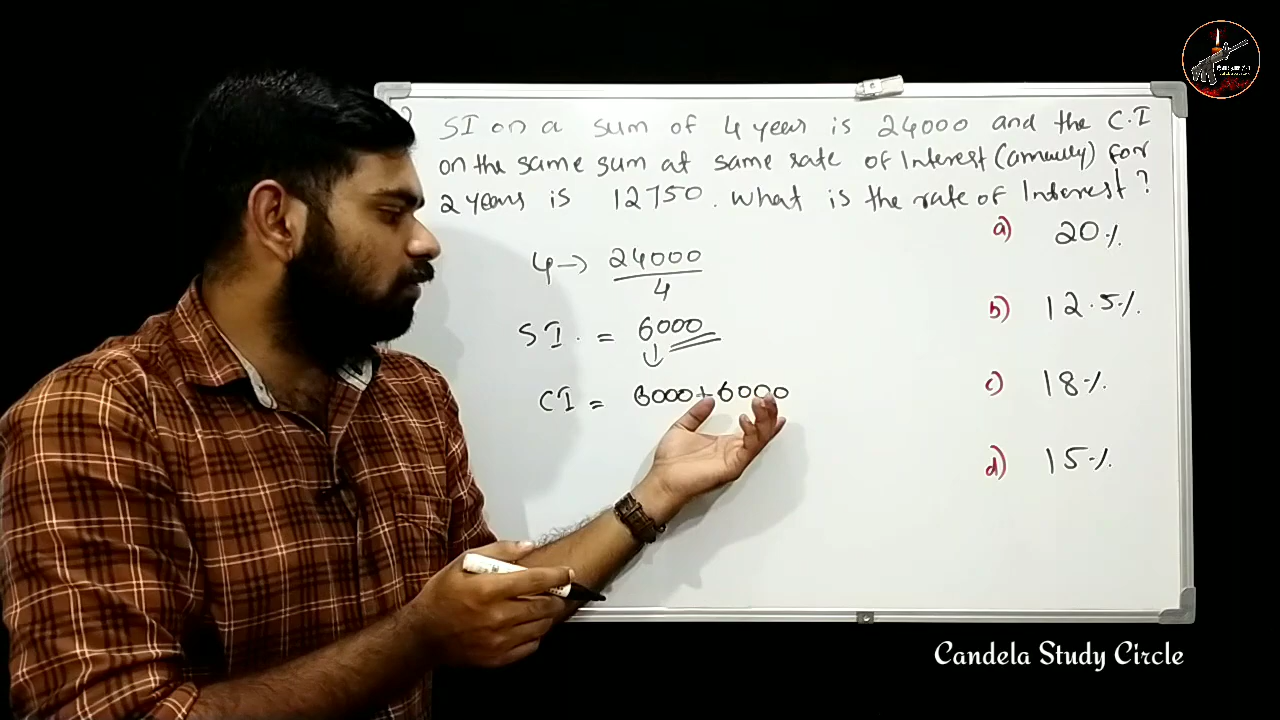 SI on a sum of 4 year is 24000 and the C.I
on the same sum at same rate of Interest (annually) for
2 years is 12750. What is the rate of Interest?
a) 20%
4 → 24000
4
b) 12.5%
SI. = 6000
c) 18%
CI = 6000+6000
d) 15%
Candela Study Circle